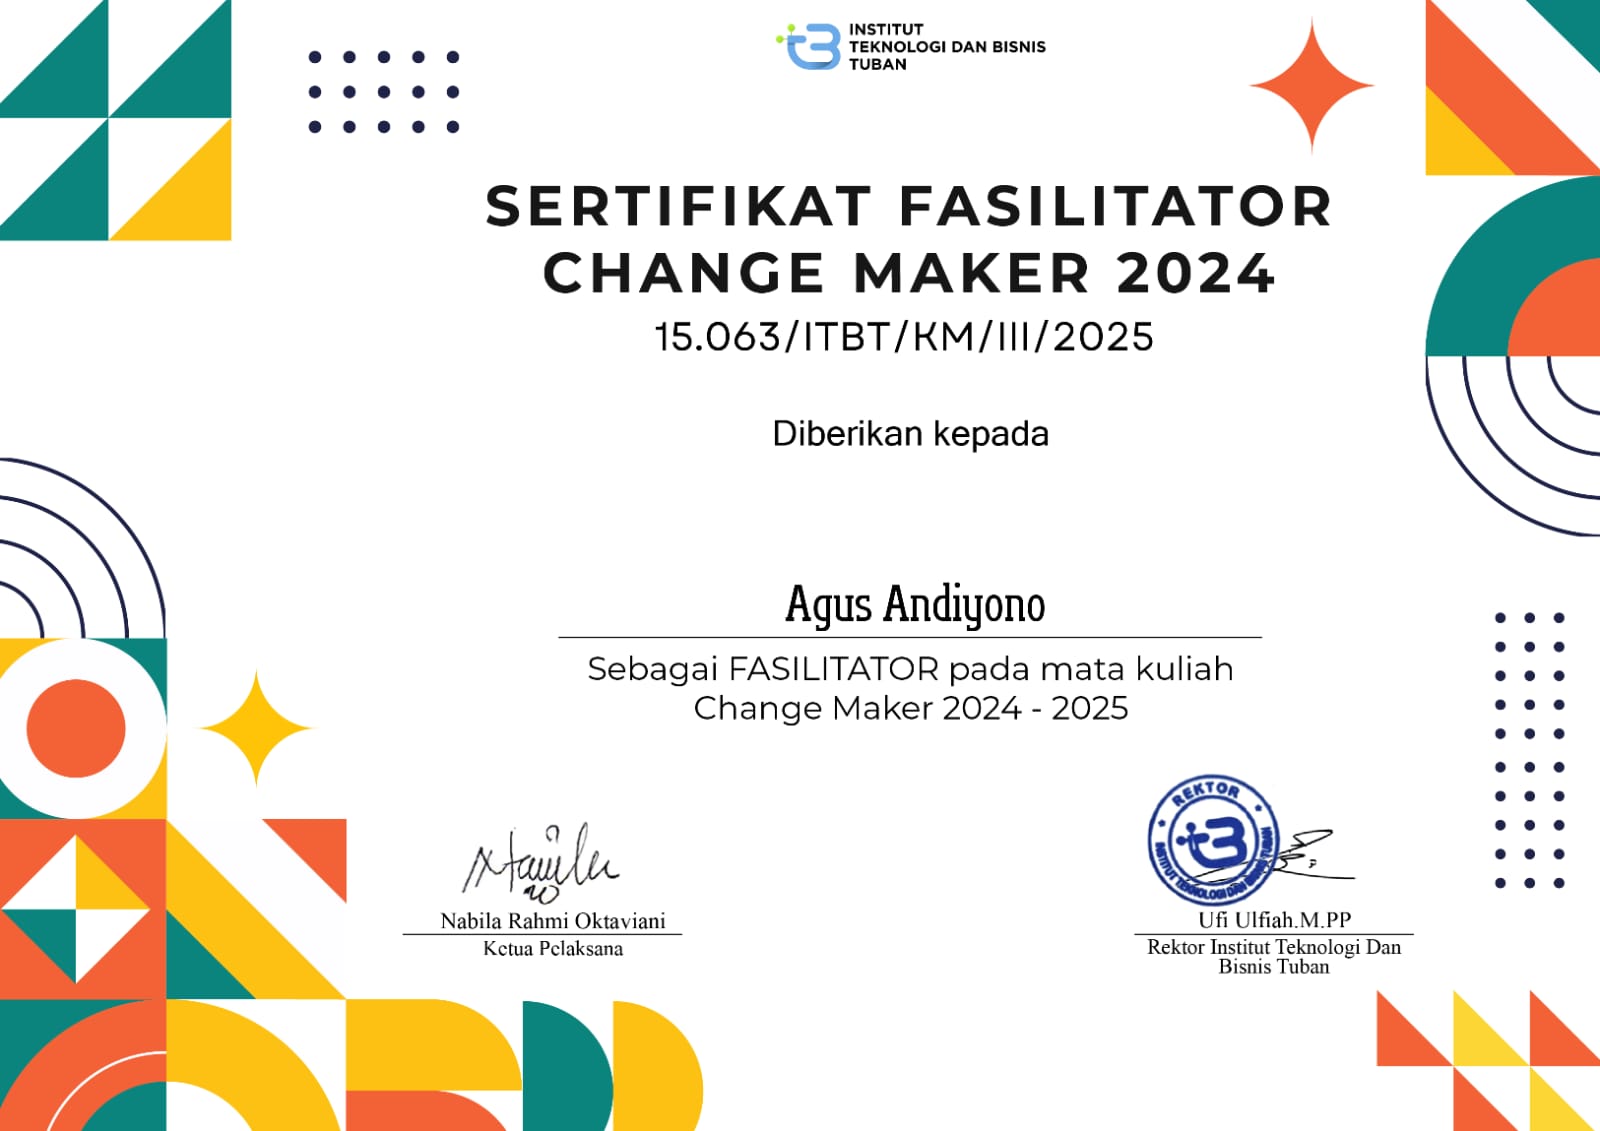 INSTITUT
TEKNOLOGI DAN BISNIS
TUBAN
SERTIFIKAT FASILITATOR
CHANGE MAKER 2024
15.063/ITBT/KM/III/2025
Diberikan kepada
Agus Andiyono
Sebagai FASILITATOR pada mata kuliah
Change Maker 2024 - 2025
REKTOR
INSTITUT TEKNOLOGI DAN BISNIS TUBAN
Nabila Rahmi Oktaviani
Ketua Pelaksana
Ufi Ulfiah.M.PP
Rektor Institut Teknologi Dan
Bisnis Tuban